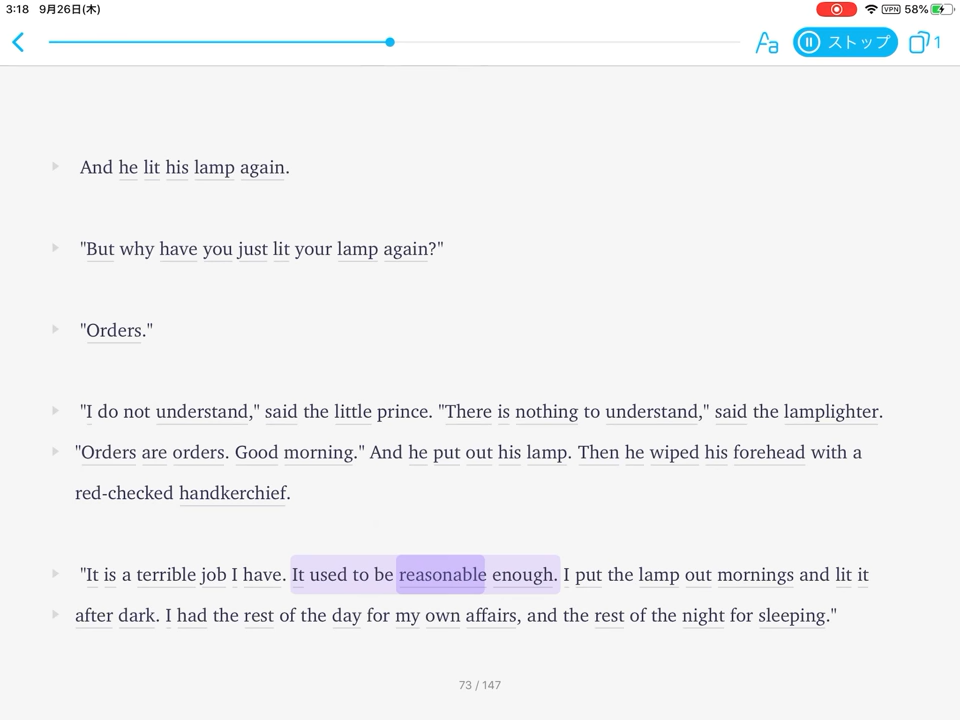 3:18 9月26日(木)
VPN 58%
ストップ
1
And he lit his lamp again.
"But why have you just lit your lamp again?"
"Orders."
"I do not understand," said the little prince. "There is nothing to understand," said the lamplighter.
"Orders are orders. Good morning." And he put out his lamp. Then he wiped his forehead with a
red-checked handkerchief.
"It is a terrible job I have. It used to be reasonable enough. I put the lamp out mornings and lit it
after dark. I had the rest of the day for my own affairs, and the rest of the night for sleeping."
73 / 147